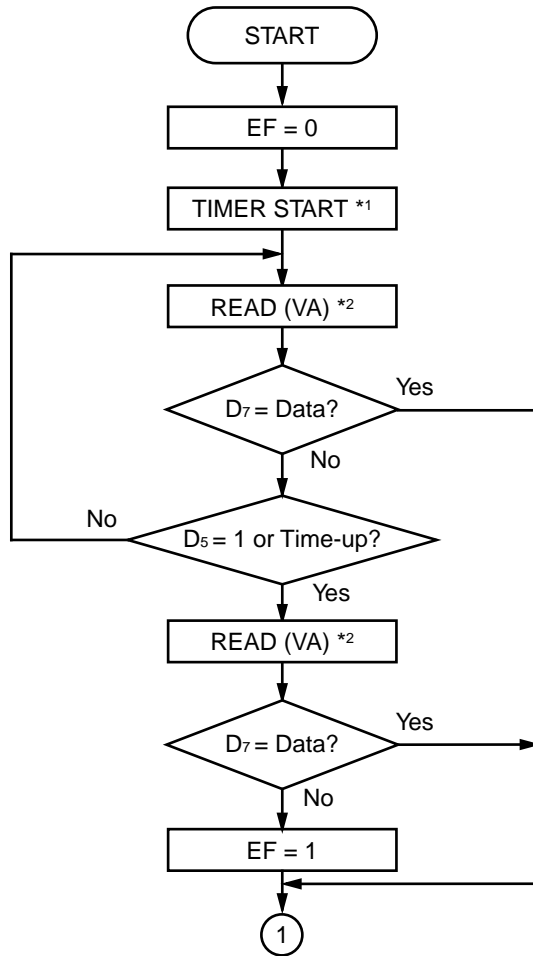 START
EF = 0
TIMER START *1
READ (VA) *2
D7 = Data?
Yes
No
No
D5 = 1 or Time-up?
Yes
READ (VA) *2
D7 = Data?
Yes
No
EF = 1
1